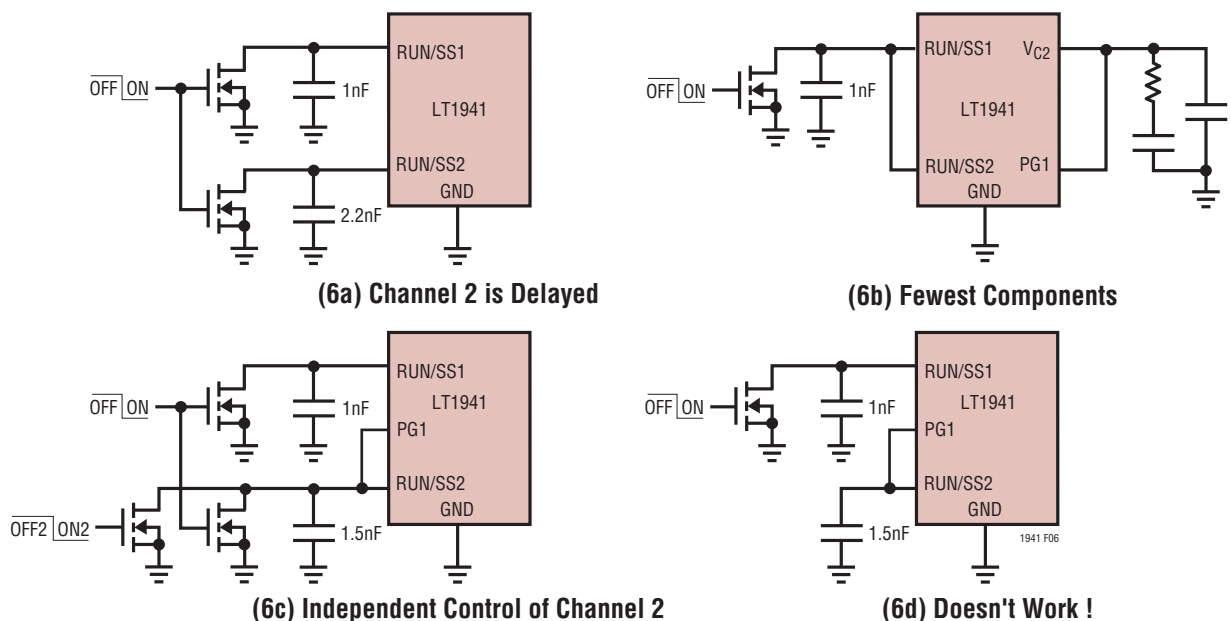 RUN/SS1
OFF ON
1nF
LT1941
RUN/SS2
GND
2.2nF
(6a) Channel 2 is Delayed
RUN/SS1
VC2
OFF ON
1nF
LT1941
RUN/SS2
PG1
GND
(6b) Fewest Components
RUN/SS1
OFF ON
1nF
LT1941
PG1
RUN/SS2
OFF2 ON2
GND
1.5nF
(6c) Independent Control of Channel 2
RUN/SS1
OFF ON
1nF
LT1941
PG1
RUN/SS2
GND
1.5nF
1941 F06
(6d) Doesn't Work !